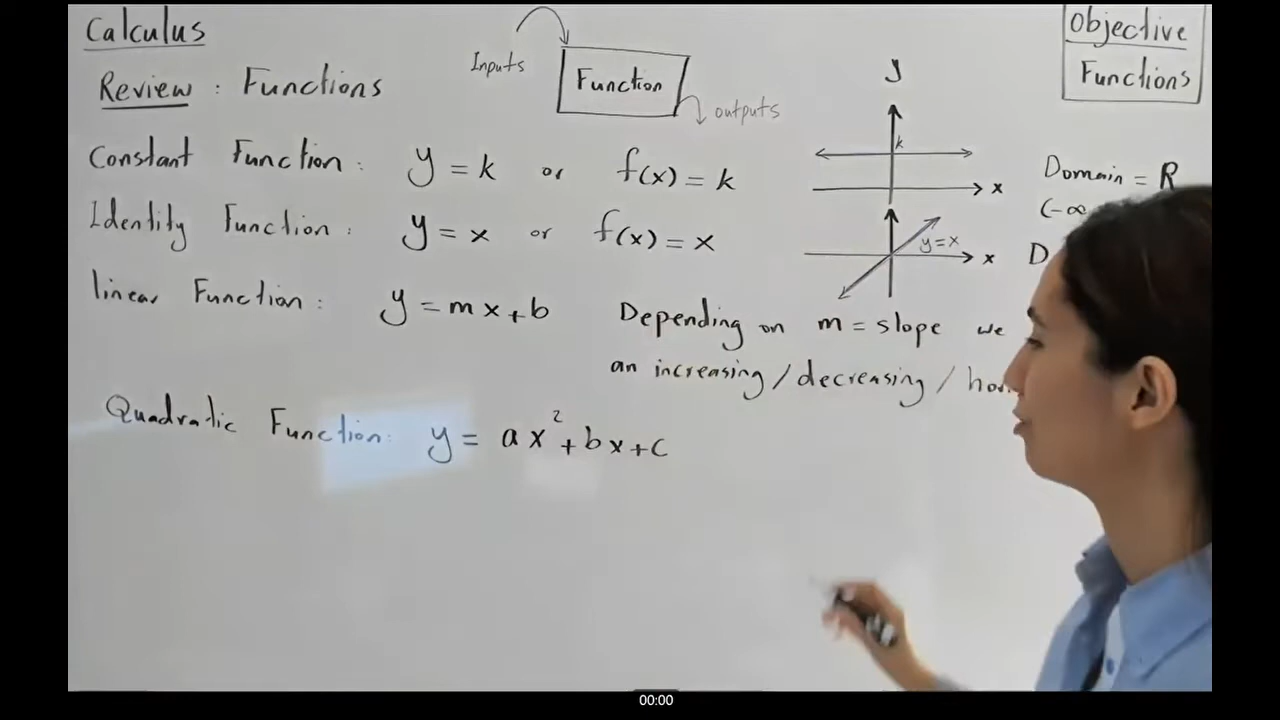 Calculus
Review : Functions
Inputs
Function
outputs
Objective
Functions
Constant Function : y = k or f(x) = k
y
k
x
Domain = R
(-∞
Identity Function : y = x or f(x) = x
y=x
x
D
linear Function : y = mx+b
Depending on m = slope we
an increasing / decreasing /
Quadratic Function : y = ax²+bx+c
00:00